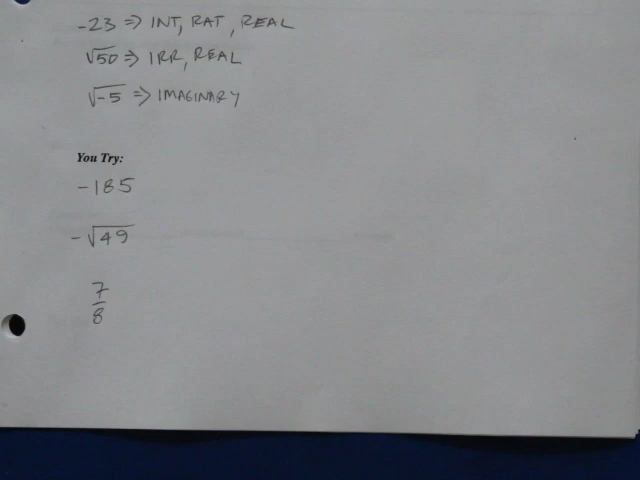 -23 => INT, RAT, REAL
√50 => IRR, REAL
√-5 => IMAGINARY
You Try:
-185
-√49
7/8